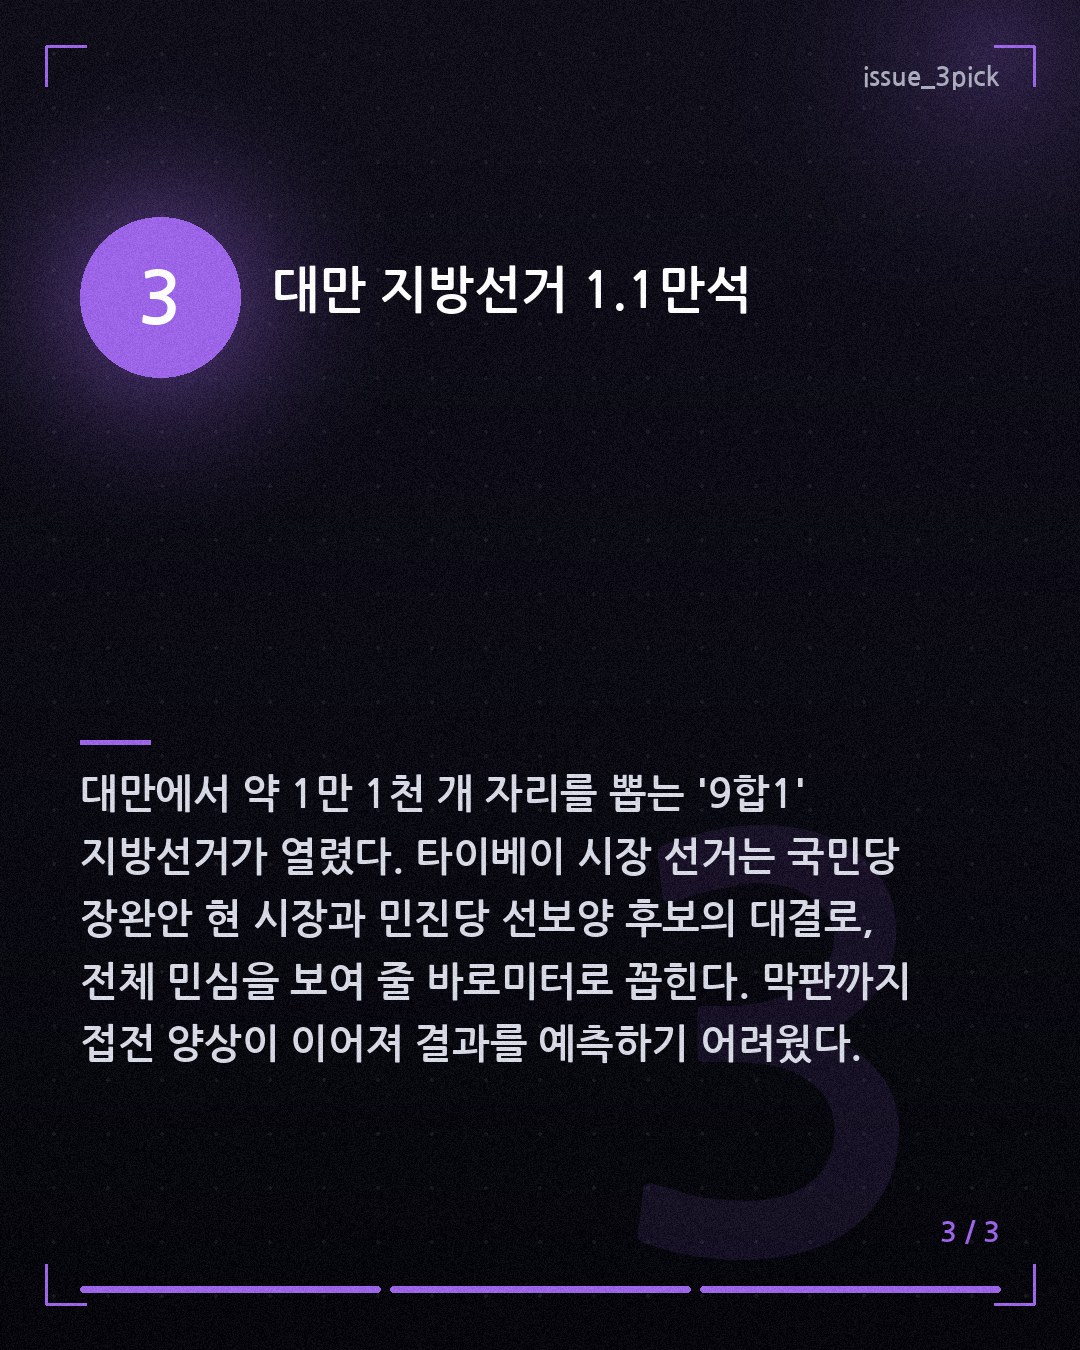 issue_3pick
3
대만 지방선거 1.1만석
대만에서 약 1만 1천 개 자리를 뽑는 '9합1'
지방선거가 열렸다. 타이베이 시장 선거는 국민당
장완안 현 시장과 민진당 선보양 후보의 대결로,
전체 민심을 보여 줄 바로미터로 꼽힌다. 막판까지
접전 양상이 이어져 결과를 예측하기 어려웠다.
3
3 / 3